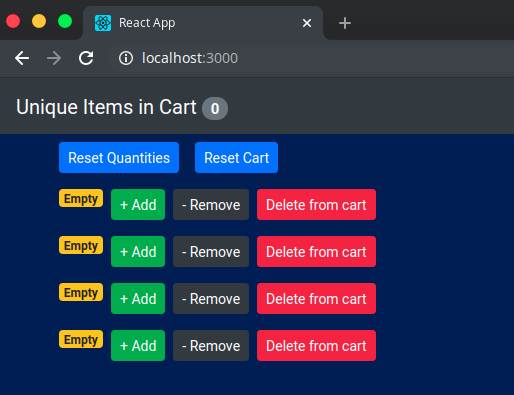 React App
localhost:3000
Unique Items in Cart 0
Reset Quantities Reset Cart
Empty + Add - Remove Delete from cart
Empty + Add - Remove Delete from cart
Empty + Add - Remove Delete from cart
Empty + Add - Remove Delete from cart